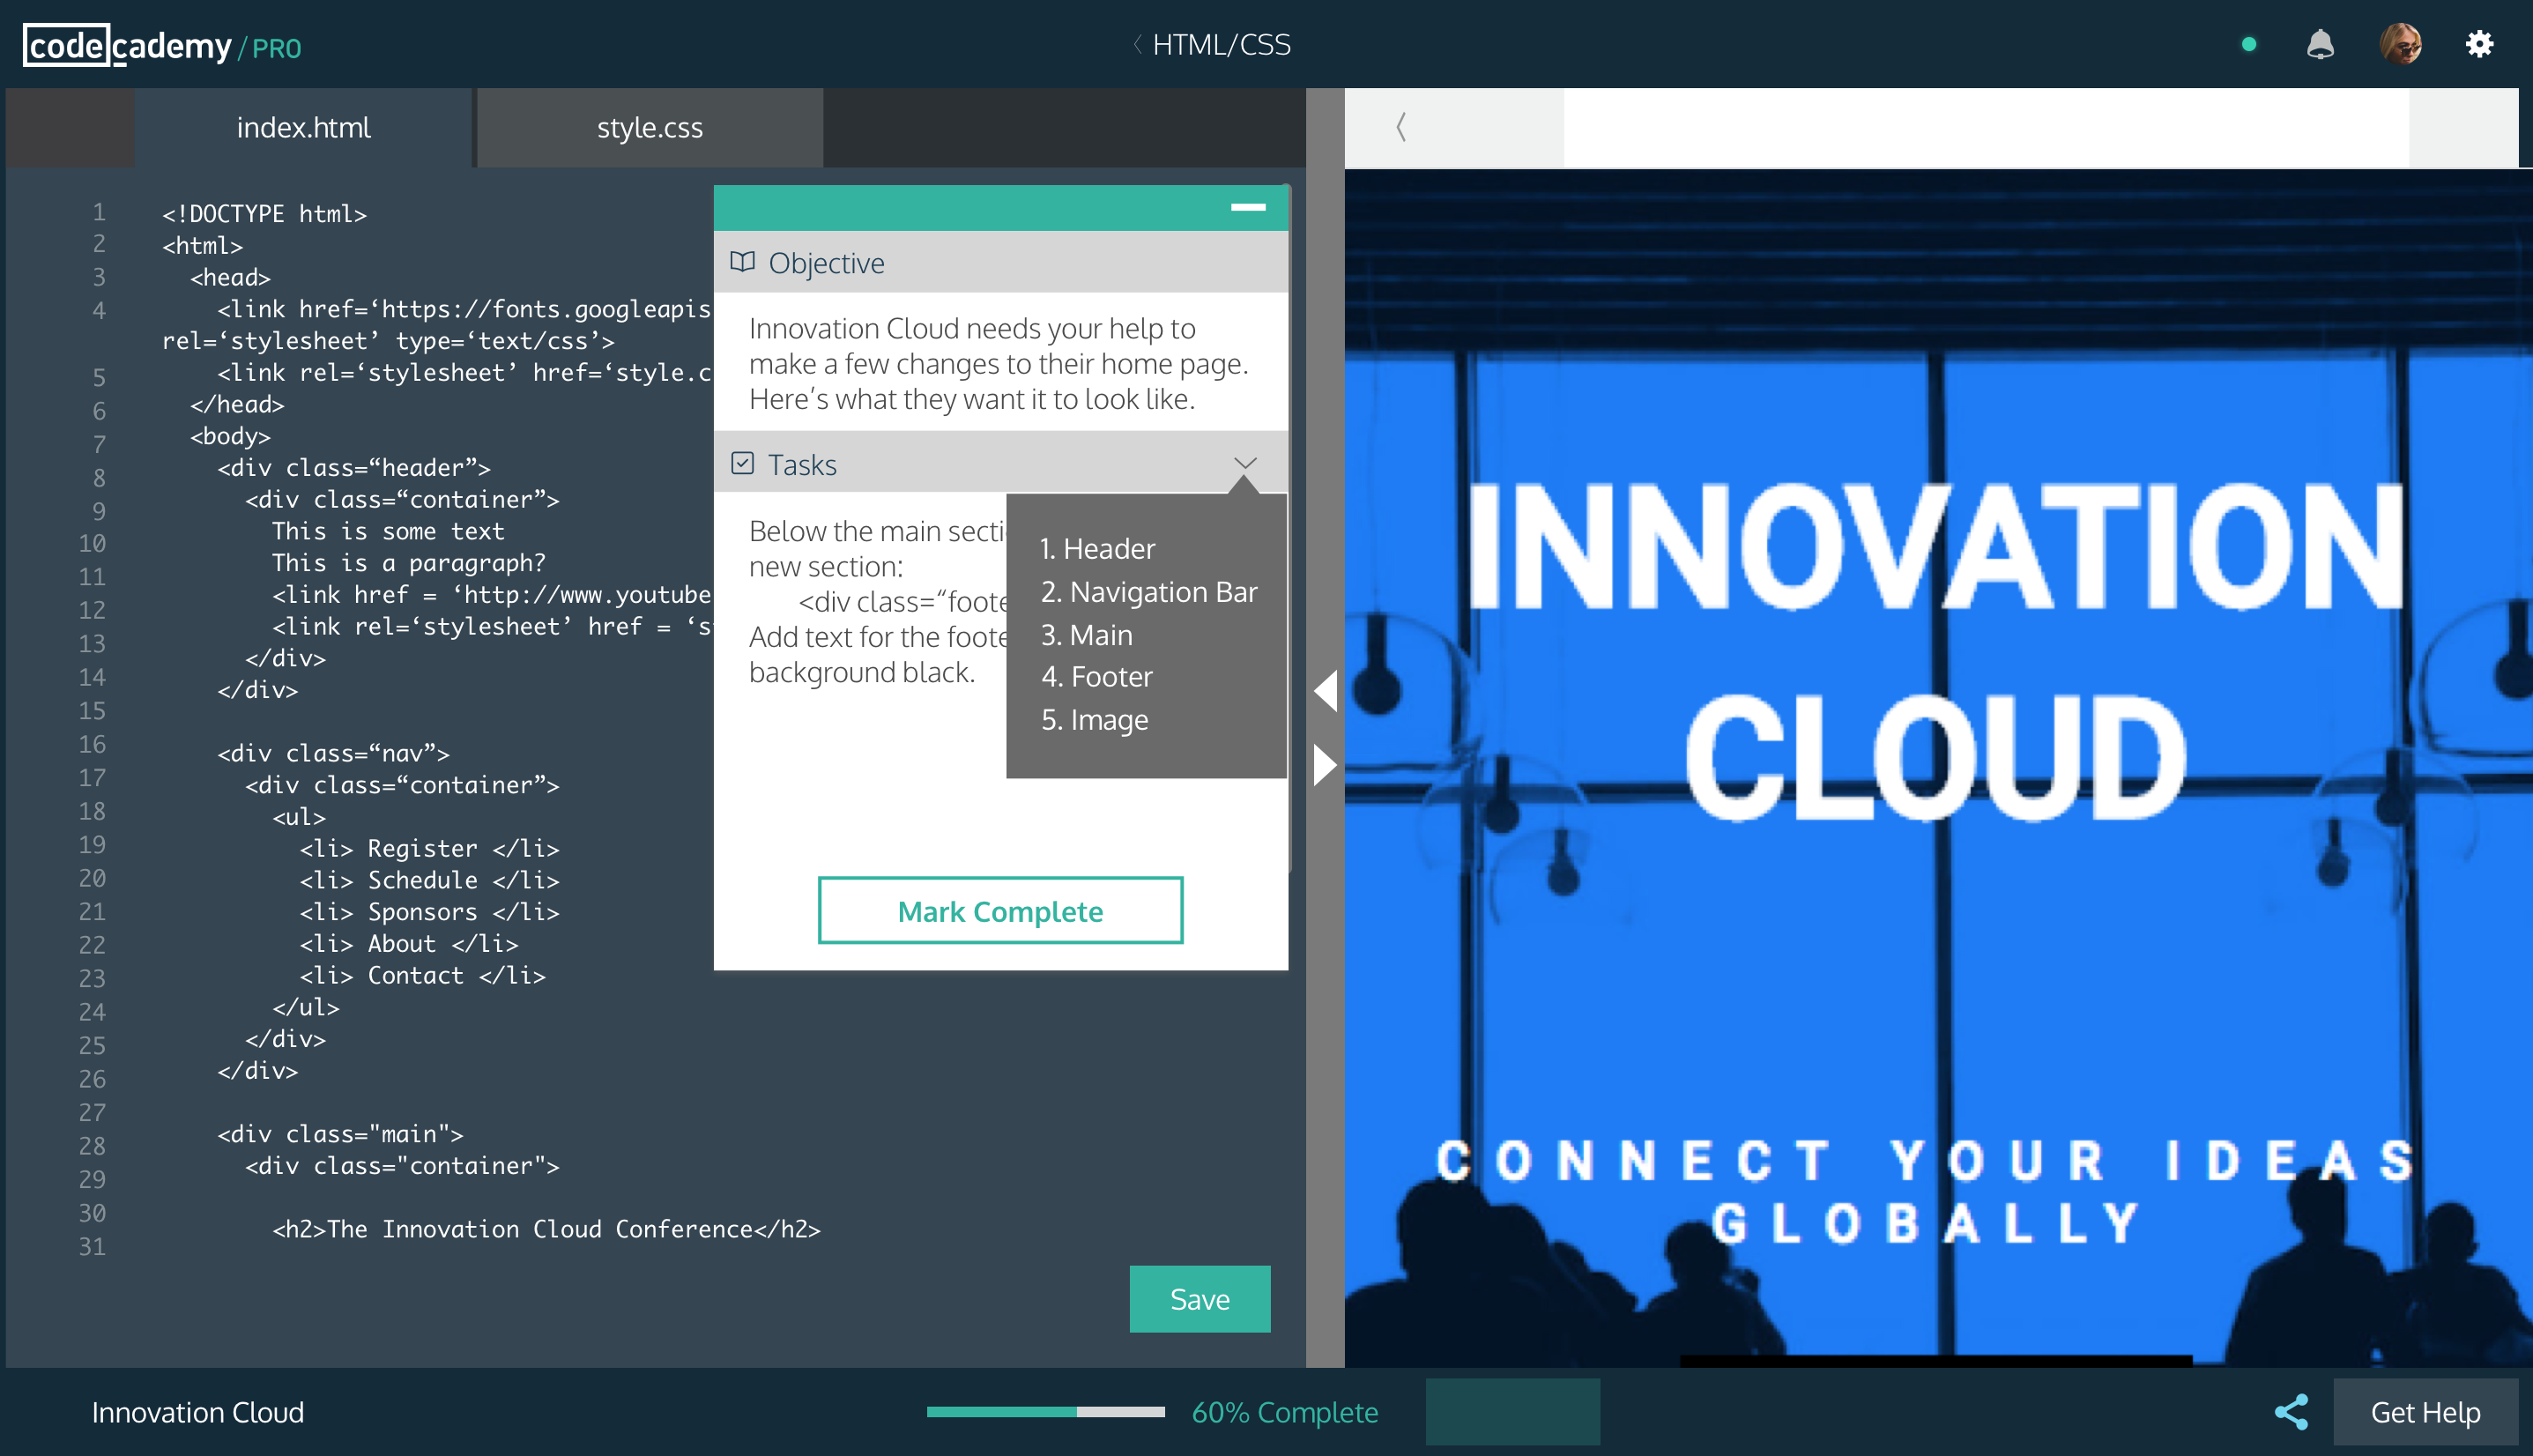 codecademy/PRO
HTML/CSS
index.html
style.css
1 <!DOCTYPE html>
2 <html>
3 <head>
4 <link href=‘https://fonts.googleapis
rel=‘stylesheet’ type=‘text/css’>
5 <link rel=‘stylesheet’ href=‘style.c
6 </head>
7 <body>
8 <div class=“header”>
9 <div class=“container”>
10 This is some text
11 This is a paragraph?
12 <link href = ‘http://www.youtube
13 <link rel=‘stylesheet’ href = ‘s
14 </div>
15 </div>
16 <div class=“nav”>
17 <div class=“container”>
18 <ul>
19 <li> Register </li>
20 <li> Schedule </li>
21 <li> Sponsors </li>
22 <li> About </li>
23 <li> Contact </li>
24 </ul>
25 </div>
26 </div>
27
28 <div class="main">
29 <div class="container">
30
31 <h2>The Innovation Cloud Conference</h2>
Objective
Innovation Cloud needs your help to
make a few changes to their home page.
Here’s what they want it to look like.
Tasks
Below the main secti
new section:
<div class=“foote
Add text for the foote
background black.
1. Header
2. Navigation Bar
3. Main
4. Footer
5. Image
Mark Complete
Save
INNOVATION
CLOUD
CONNECT YOUR IDEAS
GLOBALLY
Innovation Cloud
60% Complete
Get Help